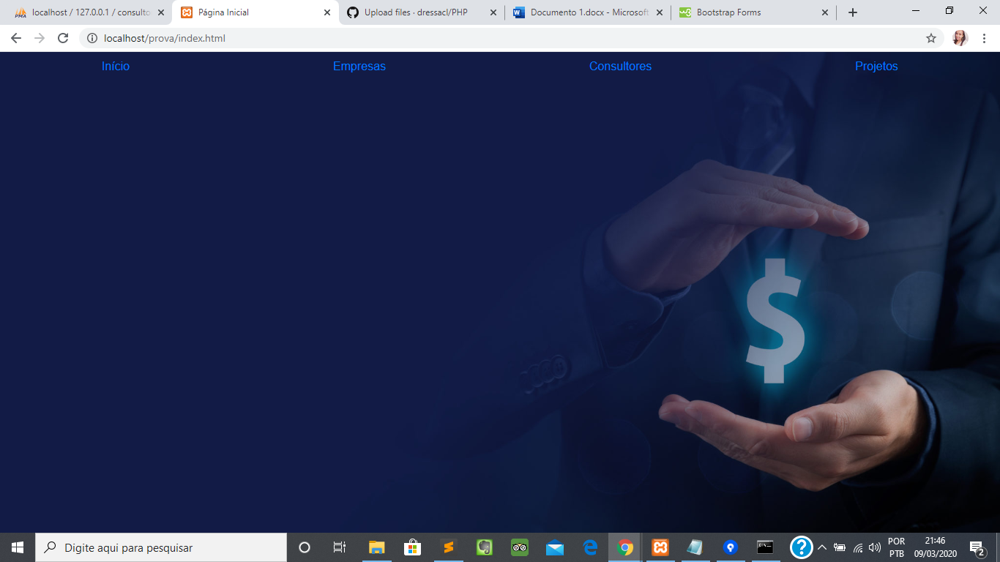 localhost / 127.0.0.1 / consulto
Página Inicial
Upload files · dressacl/PHP
Documento 1.docx - Microsoft
Bootstrap Forms
localhost/prova/index.html
Início
Empresas
Consultores
Projetos
$
Digite aqui para pesquisar
POR
PTB
21:46
09/03/2020
2